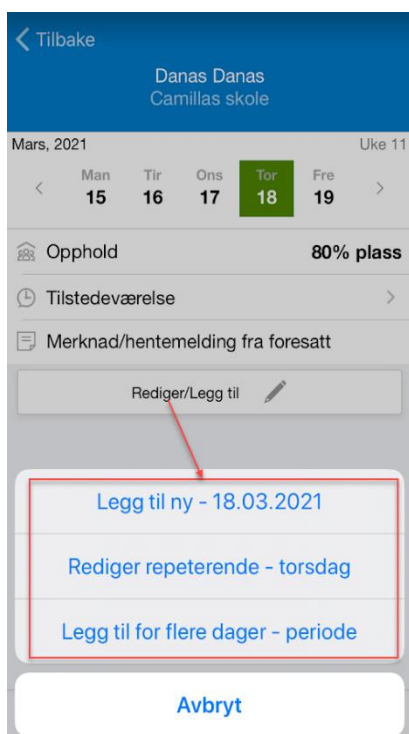 Tilbake
Danas Danas
Camillas skole
Mars, 2021 Uke 11
Man Tir Ons Tor Fre
15 16 17 18 19
Opphold 80% plass
Tilstedeværelse
Merknad/hentemelding fra foresatt
Rediger/Legg til
Legg til ny - 18.03.2021
Rediger repeterende - torsdag
Legg til for flere dager - periode
Avbryt